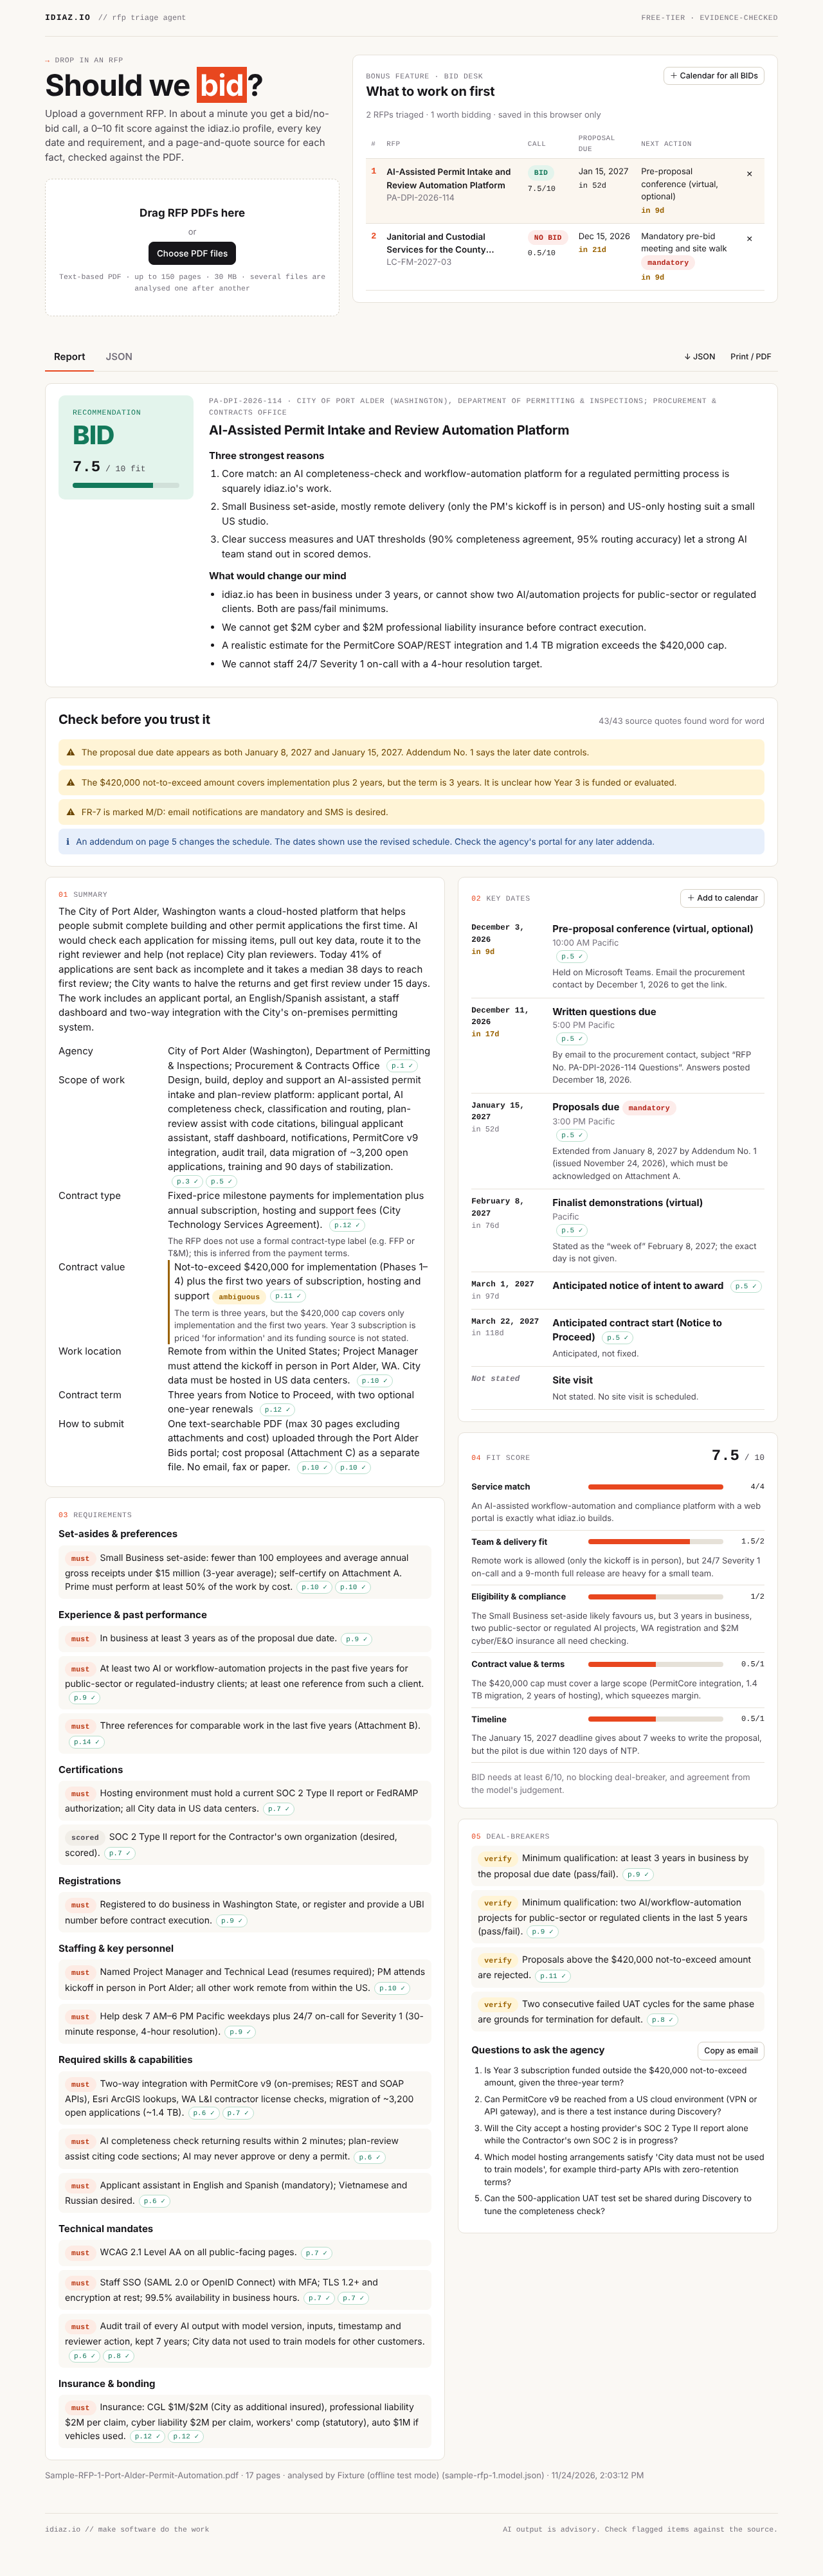 IDIAZ.IO // rfp triage agent
FREE-TIER · EVIDENCE-CHECKED
→ DROP IN AN RFP
Should we bid?
Upload a government RFP. In about a minute you get a bid/no-
bid call, a 0–10 fit score against the idiaz.io profile, every key
date and requirement, and a page-and-quote source for each
fact, checked against the PDF.
Drag RFP PDFs here
or
Choose PDF files
Text-based PDF · up to 150 pages · 30 MB · several files are
analysed one after another
BONUS FEATURE · BID DESK
What to work on first
+ Calendar for all BIDs
2 RFPs triaged · 1 worth bidding · saved in this browser only
# RFP CALL PROPOSAL DUE NEXT ACTION
1 AI-Assisted Permit Intake and Review Automation Platform
PA-DPI-2026-114
BID
7.5/10
Jan 15, 2027
in 52d
Pre-proposal conference (virtual, optional)
in 9d
×
2 Janitorial and Custodial Services for the County...
LC-FM-2027-03
NO BID
0.5/10
Dec 15, 2026
in 21d
Mandatory pre-bid meeting and site walk
mandatory
in 9d
×
Report JSON
↓ JSON Print / PDF
RECOMMENDATION
BID
7.5 / 10 fit
PA-DPI-2026-114 · CITY OF PORT ALDER (WASHINGTON), DEPARTMENT OF PERMITTING & INSPECTIONS; PROCUREMENT &
CONTRACTS OFFICE
AI-Assisted Permit Intake and Review Automation Platform
Three strongest reasons
1. Core match: an AI completeness-check and workflow-automation platform for a regulated permitting process is
squarely idiaz.io's work.
2. Small Business set-aside, mostly remote delivery (only the PM's kickoff is in person) and US-only hosting suit a small
US studio.
3. Clear success measures and UAT thresholds (90% completeness agreement, 95% routing accuracy) let a strong AI
team stand out in scored demos.
What would change our mind
• idiaz.io has been in business under 3 years, or cannot show two AI/automation projects for public-sector or regulated
clients. Both are pass/fail minimums.
• We cannot get $2M cyber and $2M professional liability insurance before contract execution.
• A realistic estimate for the PermitCore SOAP/REST integration and 1.4 TB migration exceeds the $420,000 cap.
• We cannot staff 24/7 Severity 1 on-call with a 4-hour resolution target.
Check before you trust it
43/43 source quotes found word for word
⚠ The proposal due date appears as both January 8, 2027 and January 15, 2027. Addendum No. 1 says the later date controls.
⚠ The $420,000 not-to-exceed amount covers implementation plus 2 years, but the term is 3 years. It is unclear how Year 3 is funded or evaluated.
⚠ FR-7 is marked M/D: email notifications are mandatory and SMS is desired.
ℹ An addendum on page 5 changes the schedule. The dates shown use the revised schedule. Check the agency's portal for any later addenda.
01 SUMMARY
The City of Port Alder, Washington wants a cloud-hosted platform that helps
people submit complete building and other permit applications the first time. AI
would check each application for missing items, pull out key data, route it to the
right reviewer and help (not replace) City plan reviewers. Today 41% of
applications are sent back as incomplete and it takes a median 38 days to reach
first review; the City wants to halve the returns and get first review under 15 days.
The work includes an applicant portal, an English/Spanish assistant, a staff
dashboard and two-way integration with the City's on-premises permitting
system.
Agency
City of Port Alder (Washington), Department of Permitting
& Inspections; Procurement & Contracts Office p.1 ✓
Scope of work
Design, build, deploy and support an AI-assisted permit
intake and plan-review platform: applicant portal, AI
completeness check, classification and routing, plan-
review assist with code citations, bilingual applicant
assistant, staff dashboard, notifications, PermitCore v9
integration, audit trail, data migration of ~3,200 open
applications, training and 90 days of stabilization.
p.3 ✓ p.5 ✓
Contract type
Fixed-price milestone payments for implementation plus
annual subscription, hosting and support fees (City
Technology Services Agreement). p.12 ✓
The RFP does not use a formal contract-type label (e.g. FFP or
T&M); this is inferred from the payment terms.
Contract value
Not-to-exceed $420,000 for implementation (Phases 1–
4) plus the first two years of subscription, hosting and
support ambiguous p.11 ✓
The term is three years, but the $420,000 cap covers only
implementation and the first two years. Year 3 subscription is
priced 'for information' and its funding source is not stated.
Work location
Remote from within the United States; Project Manager
must attend the kickoff in person in Port Alder, WA. City
data must be hosted in US data centers. p.10 ✓
Contract term
Three years from Notice to Proceed, with two optional
one-year renewals p.12 ✓
How to submit
One text-searchable PDF (max 30 pages excluding
attachments and cost) uploaded through the Port Alder
Bids portal; cost proposal (Attachment C) as a separate
file. No email, fax or paper. p.10 ✓ p.10 ✓
02 KEY DATES
+ Add to calendar
December 3, 2026
in 9d
Pre-proposal conference (virtual, optional)
10:00 AM Pacific
p.5 ✓
Held on Microsoft Teams. Email the procurement
contact by December 1, 2026 to get the link.
December 11, 2026
in 17d
Written questions due
5:00 PM Pacific
p.5 ✓
By email to the procurement contact, subject “RFP
No. PA-DPI-2026-114 Questions”. Answers posted
December 18, 2026.
January 15, 2027
in 52d
Proposals due mandatory
3:00 PM Pacific
p.5 ✓
Extended from January 8, 2027 by Addendum No. 1
(issued November 24, 2026), which must be
acknowledged on Attachment A.
February 8, 2027
in 76d
Finalist demonstrations (virtual)
Pacific
p.5 ✓
Stated as the “week of” February 8, 2027; the exact
day is not given.
March 1, 2027
in 97d
Anticipated notice of intent to award p.5 ✓
March 22, 2027
in 118d
Anticipated contract start (Notice to
Proceed) p.5 ✓
Anticipated, not fixed.
Not stated
Site visit
Not stated. No site visit is scheduled.
03 REQUIREMENTS
Set-asides & preferences
must Small Business set-aside: fewer than 100 employees and average annual
gross receipts under $15 million (3-year average); self-certify on Attachment A.
Prime must perform at least 50% of the work by cost. p.10 ✓ p.10 ✓
Experience & past performance
must In business at least 3 years as of the proposal due date. p.9 ✓
must At least two AI or workflow-automation projects in the past five years for
public-sector or regulated-industry clients; at least one reference from such a client.
p.9 ✓
must Three references for comparable work in the last five years (Attachment B).
p.14 ✓
Certifications
must Hosting environment must hold a current SOC 2 Type II report or FedRAMP
authorization; all City data in US data centers. p.7 ✓
scored SOC 2 Type II report for the Contractor's own organization (desired,
scored). p.7 ✓
Registrations
must Registered to do business in Washington State, or register and provide a UBI
number before contract execution. p.9 ✓
Staffing & key personnel
must Named Project Manager and Technical Lead (resumes required); PM attends
kickoff in person in Port Alder; all other work remote from within the US. p.10 ✓
must Help desk 7 AM–6 PM Pacific weekdays plus 24/7 on-call for Severity 1 (30-
minute response, 4-hour resolution). p.9 ✓
Required skills & capabilities
must Two-way integration with PermitCore v9 (on-premises; REST and SOAP
APIs), Esri ArcGIS lookups, WA L&I contractor license checks, migration of ~3,200
open applications (~1.4 TB). p.6 ✓ p.7 ✓
must AI completeness check returning results within 2 minutes; plan-review
assist citing code sections; AI may never approve or deny a permit. p.6 ✓
must Applicant assistant in English and Spanish (mandatory); Vietnamese and
Russian desired. p.6 ✓
Technical mandates
must WCAG 2.1 Level AA on all public-facing pages. p.7 ✓
must Staff SSO (SAML 2.0 or OpenID Connect) with MFA; TLS 1.2+ and
encryption at rest; 99.5% availability in business hours. p.7 ✓ p.7 ✓
must Audit trail of every AI output with model version, inputs, timestamp and
reviewer action, kept 7 years; City data not used to train models for other customers.
p.6 ✓ p.8 ✓
Insurance & bonding
must Insurance: CGL $1M/$2M (City as additional insured), professional liability
$2M per claim, cyber liability $2M per claim, workers' comp (statutory), auto $1M if
vehicles used. p.12 ✓ p.12 ✓
04 FIT SCORE
7.5 / 10
Service match 4/4
An AI-assisted workflow-automation and compliance platform with a web
portal is exactly what idiaz.io builds.
Team & delivery fit 1.5/2
Remote work is allowed (only the kickoff is in person), but 24/7 Severity 1
on-call and a 9-month full release are heavy for a small team.
Eligibility & compliance 1/2
The Small Business set-aside likely favours us, but 3 years in business,
two public-sector or regulated AI projects, WA registration and $2M
cyber/E&O insurance all need checking.
Contract value & terms 0.5/1
The $420,000 cap must cover a large scope (PermitCore integration, 1.4
TB migration, 2 years of hosting), which squeezes margin.
Timeline 0.5/1
The January 15, 2027 deadline gives about 7 weeks to write the proposal,
but the pilot is due within 120 days of NTP.
BID needs at least 6/10, no blocking deal-breaker, and agreement from
the model's judgement.
05 DEAL-BREAKERS
verify Minimum qualification: at least 3 years in business by
the proposal due date (pass/fail). p.9 ✓
verify Minimum qualification: two AI/workflow-automation
projects for public-sector or regulated clients in the last 5 years
(pass/fail). p.9 ✓
verify Proposals above the $420,000 not-to-exceed amount
are rejected. p.11 ✓
verify Two consecutive failed UAT cycles for the same phase
are grounds for termination for default. p.8 ✓
Questions to ask the agency
Copy as email
1. Is Year 3 subscription funded outside the $420,000 not-to-exceed
amount, given the three-year term?
2. Can PermitCore v9 be reached from a US cloud environment (VPN or
API gateway), and is there a test instance during Discovery?
3. Will the City accept a hosting provider's SOC 2 Type II report alone
while the Contractor's own SOC 2 is in progress?
4. Which model hosting arrangements satisfy 'City data must not be used
to train models', for example third-party APIs with zero-retention
terms?
5. Can the 500-application UAT test set be shared during Discovery to
tune the completeness check?
Sample-RFP-1-Port-Alder-Permit-Automation.pdf · 17 pages · analysed by Fixture (offline test mode) (sample-rfp-1.model.json) · 11/24/2026, 2:03:12 PM
idiaz.io // make software do the work
AI output is advisory. Check flagged items against the source.